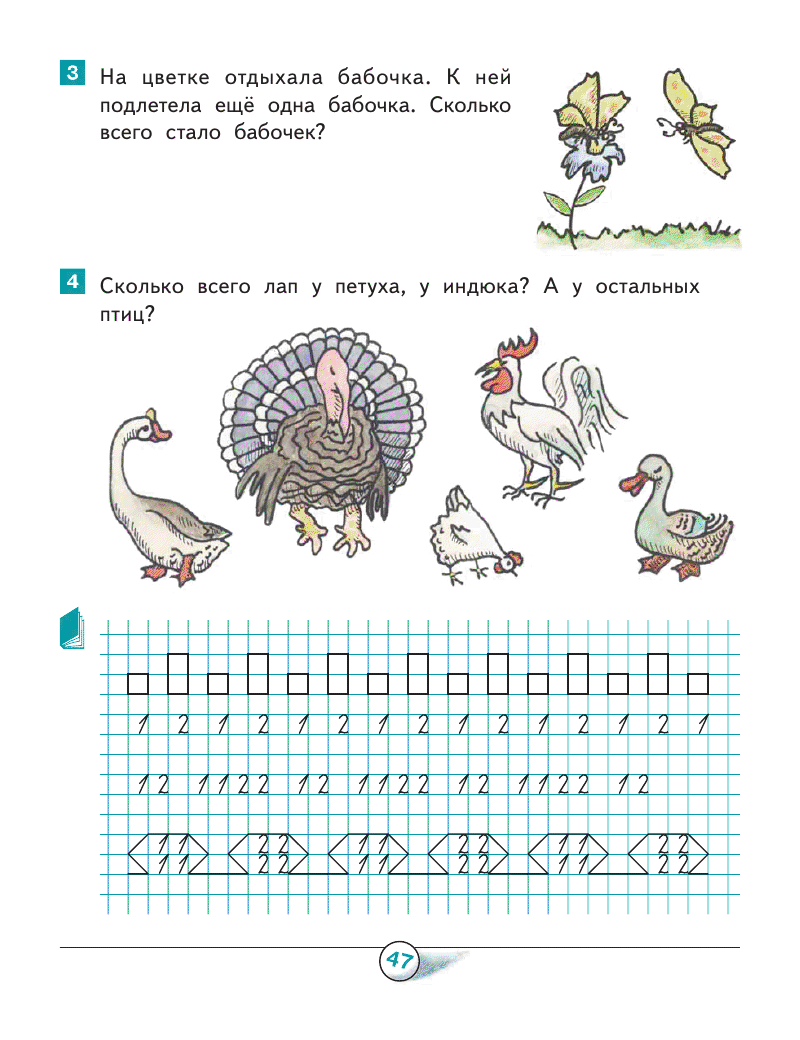 3 На цветке отдыхала бабочка. К ней
подлетела ещё одна бабочка. Сколько
всего стало бабочек?
4 Сколько всего лап у петуха, у индюка? А у остальных
птиц?
1 2 1 2 1 2 1 2 1 2 1 2 1 2 1
1 2 1 1 2 2 1 2 1 1 2 2 1 2 1 1 2 2 1 2
1 1 2 2 1 1 2 2 1 1 2 2
1 1 2 2 1 1 2 2 1 1 2 2
47